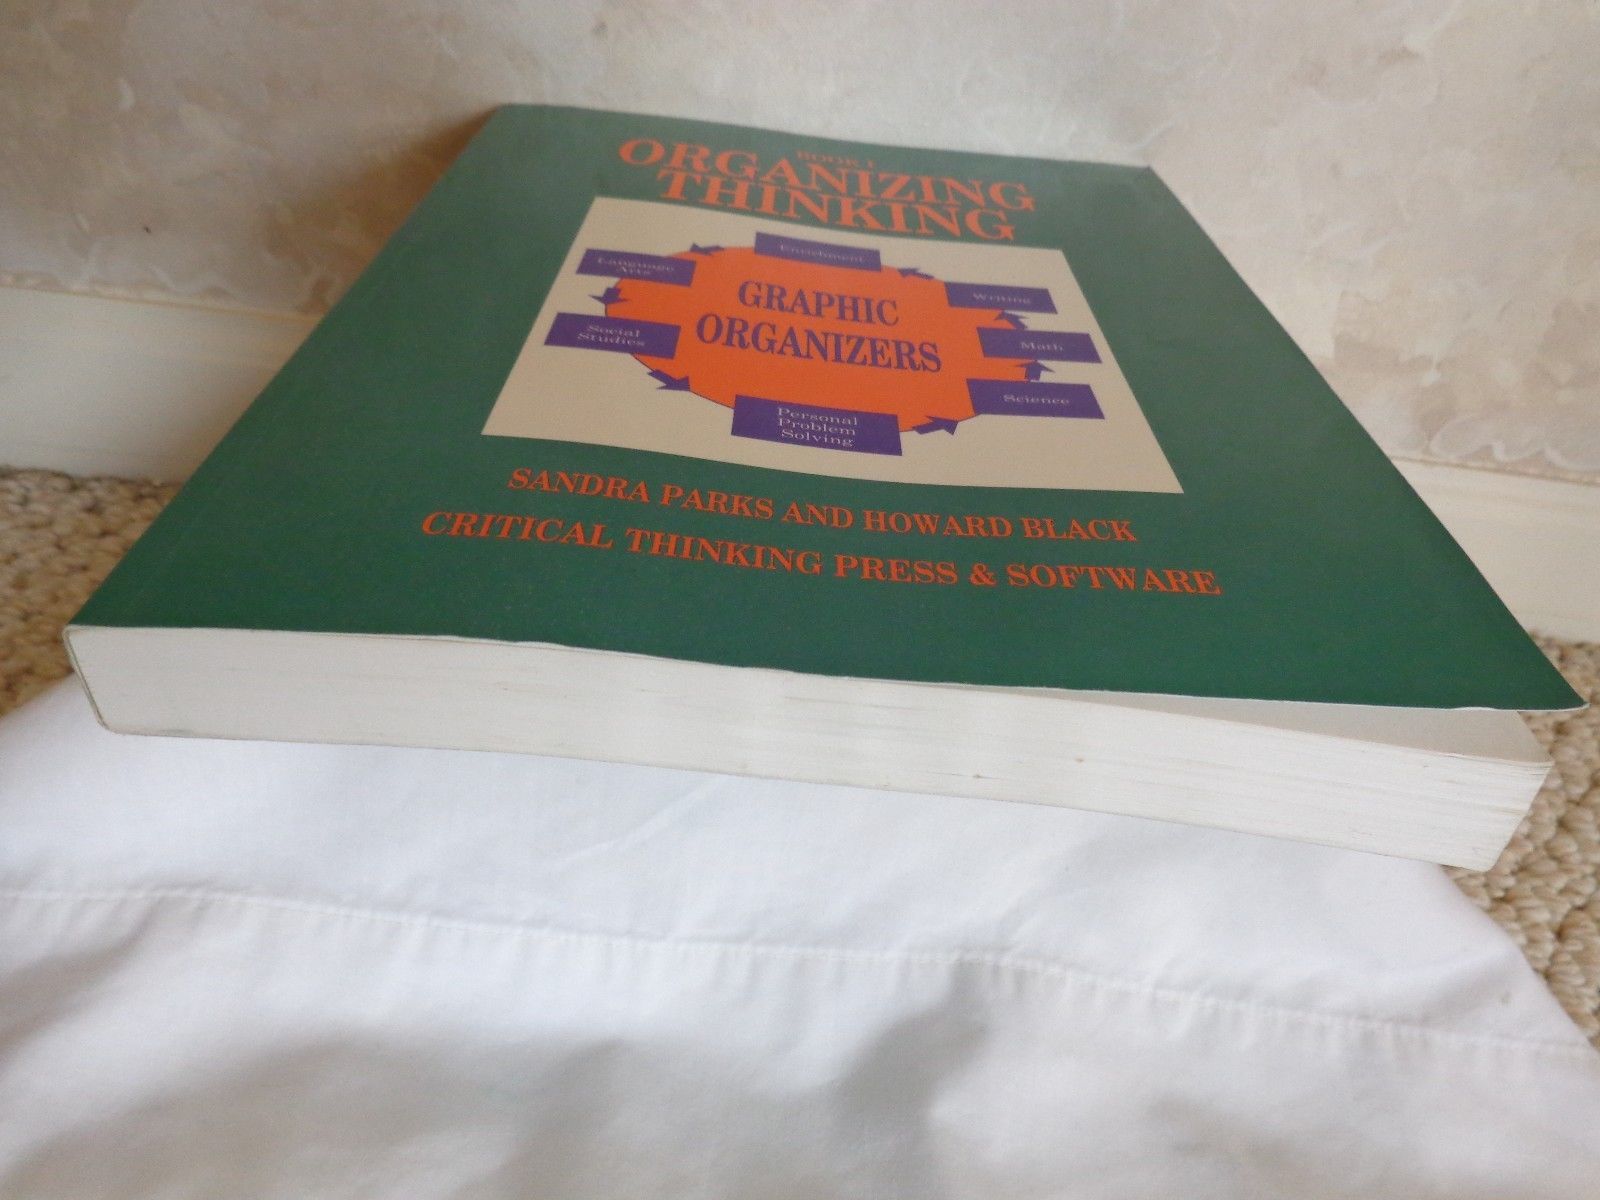 BOOK 1
ORGANIZING
THINKING
Enrichment
Language
Arts
Writing
GRAPHIC
ORGANIZERS
Social
Studies
Math
Science
Personal
Problem
Solving
SANDRA PARKS AND HOWARD BLACK
CRITICAL THINKING PRESS & SOFTWARE